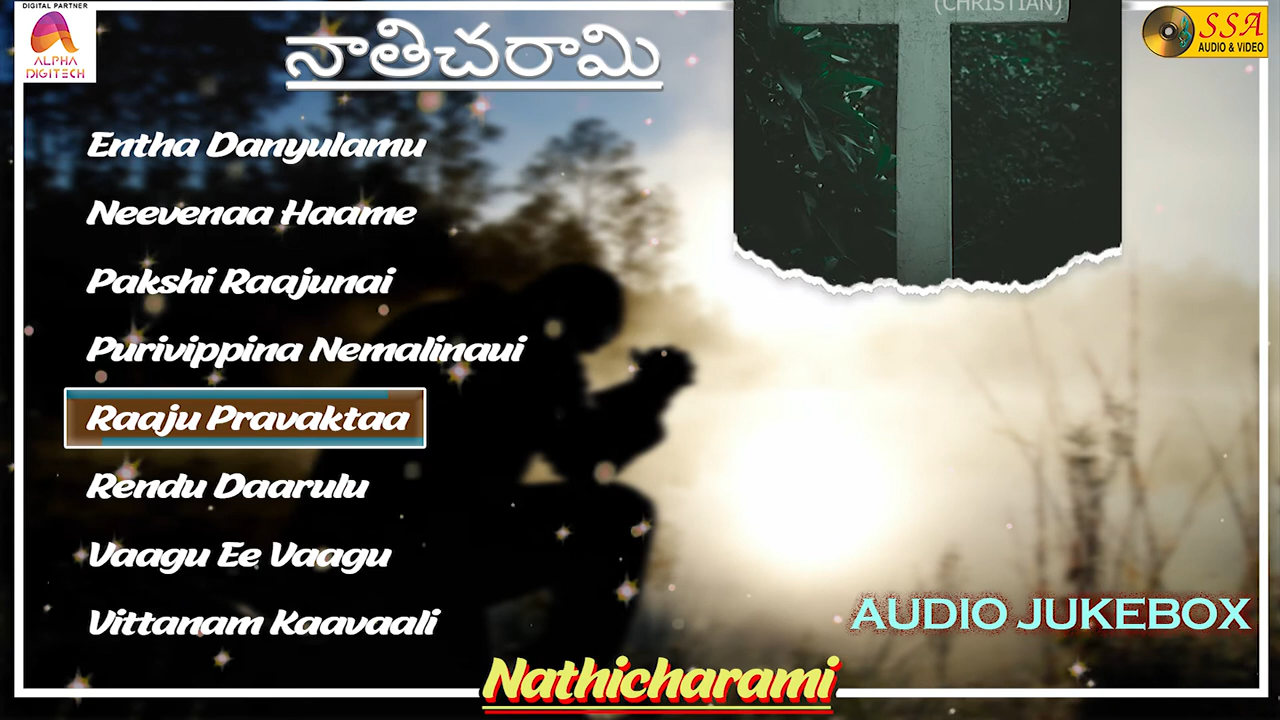 DIGITAL PARTNER
ALPHA
DIGITECH
నాతిచరామి
(CHRISTIAN)
SSA
AUDIO & VIDEO
Entha Danyulamu
Neevenaa Haame
Pakshi Raajunai
Purivippina Nemalinaui
Raaju Pravaktaa
Rendu Daarulu
Vaagu Ee Vaagu
Vittanam Kaavaali
AUDIO JUKEBOX
Nathicharami